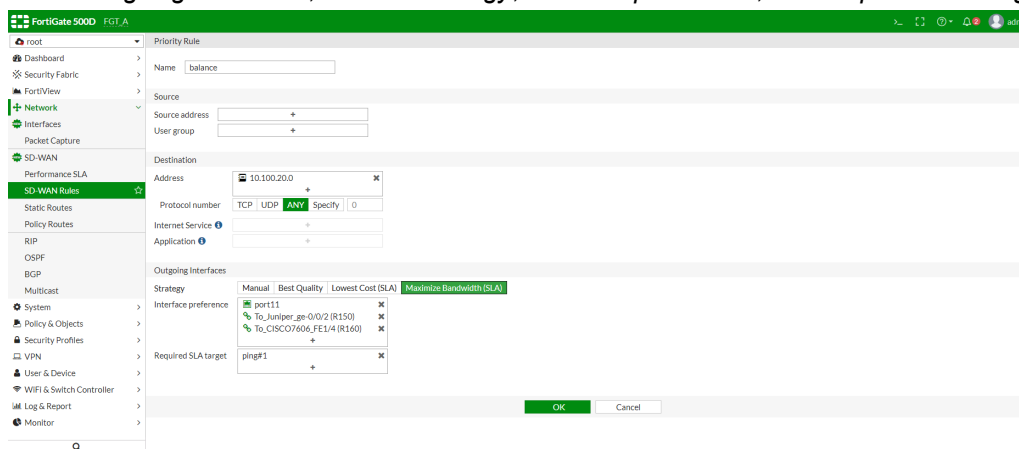 FortiGate 500D FGT_A
>_ 2
root
Dashboard
Security Fabric
FortiView
Network
Interfaces
Packet Capture
SD-WAN
Performance SLA
SD-WAN Rules
Static Routes
Policy Routes
RIP
OSPF
BGP
Multicast
System
Policy & Objects
Security Profiles
VPN
User & Device
WiFi & Switch Controller
Log & Report
Monitor
Priority Rule
Name balance
Source
Source address +
User group +
Destination
Address 10.100.20.0
+
Protocol number TCP UDP ANY Specify 0
Internet Service +
Application +
Outgoing Interfaces
Strategy Manual Best Quality Lowest Cost (SLA) Maximize Bandwidth (SLA)
Interface preference port11
To_Juniper_ge-0/0/2 (R150)
To_CISCO7606_FE1/4 (R160)
+
Required SLA target ping#1
+
OK Cancel